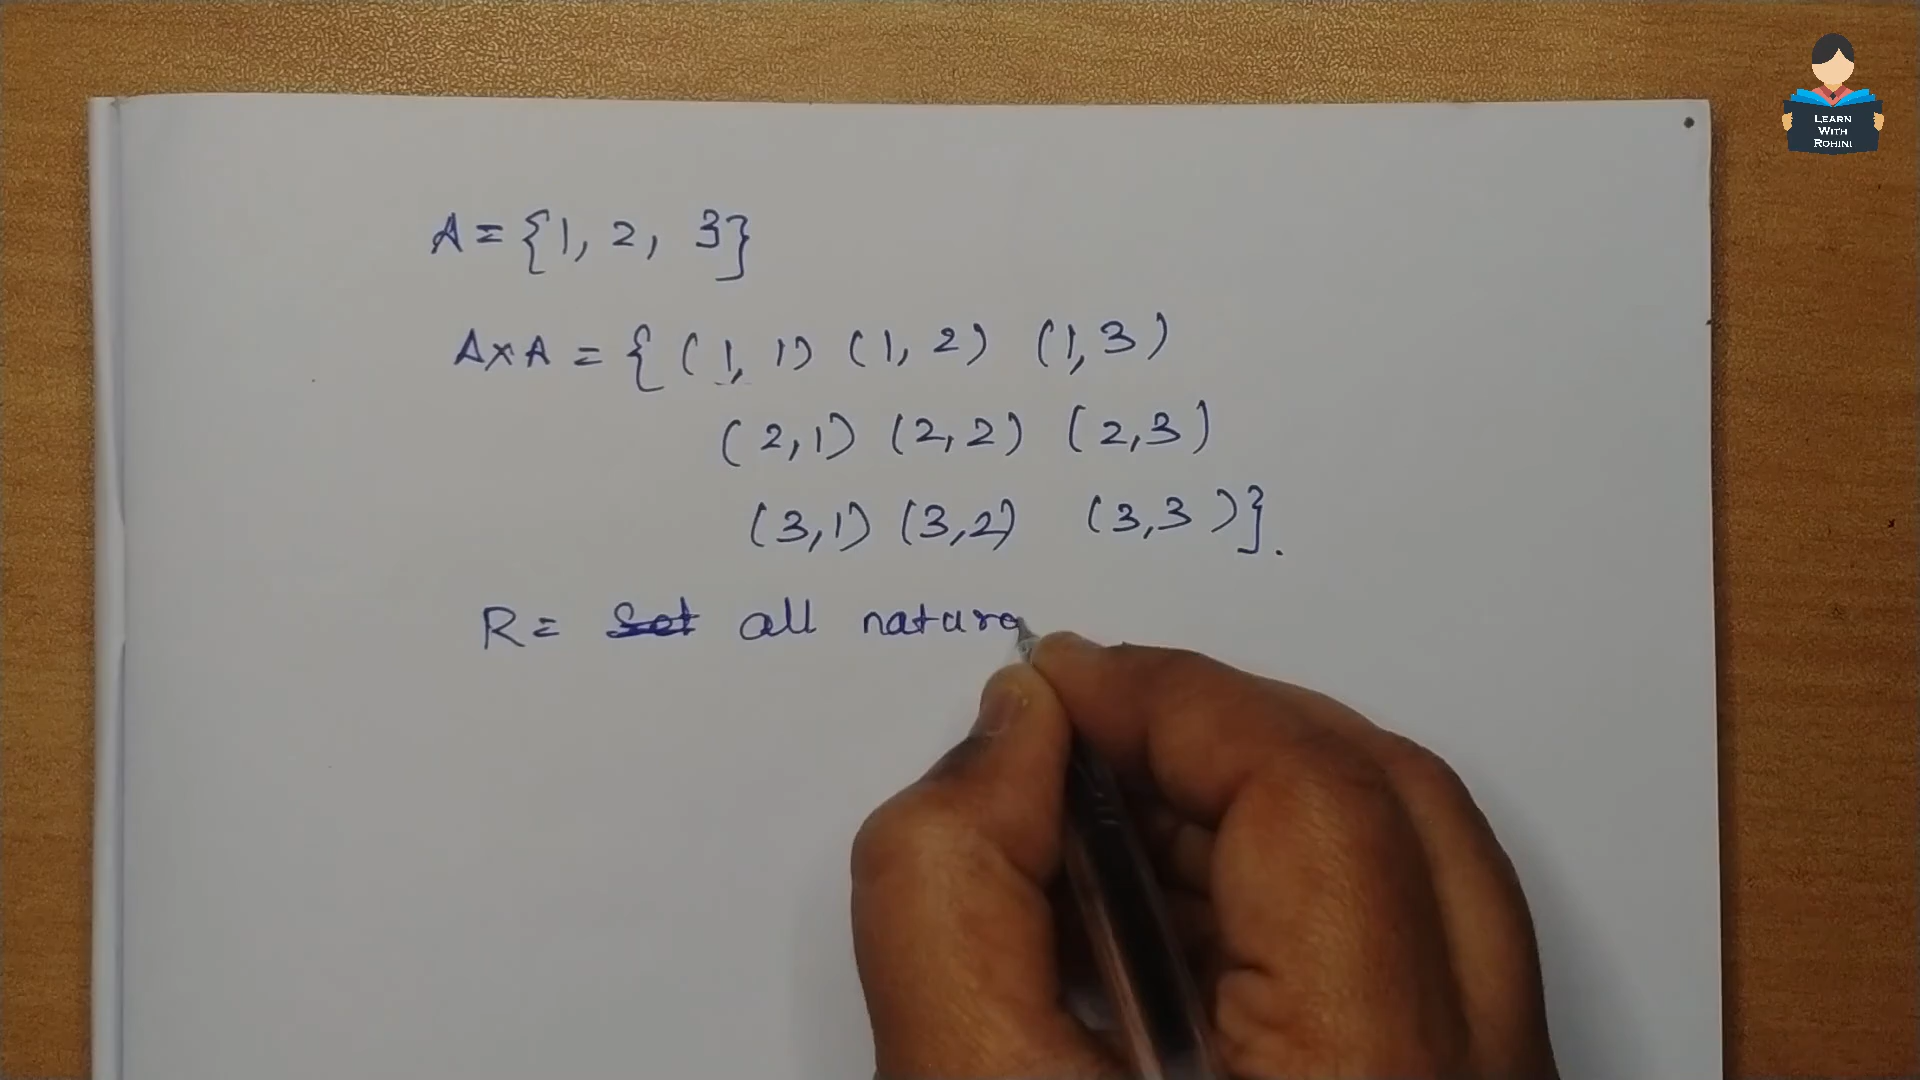 LEARN
WITH
ROHINI
A = {1, 2, 3}
A×A = { (1, 1) (1, 2) (1, 3)
(2,1) (2,2) (2,3)
(3,1) (3,2) (3,3)}.
R = Set all natura